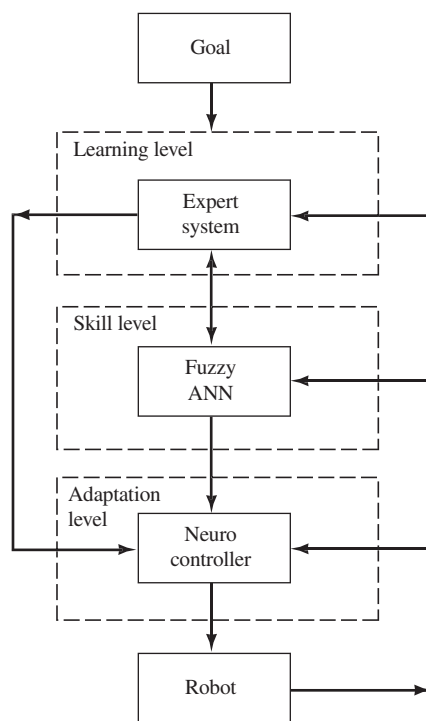 Goal
Learning level
Expert
system
Skill level
Fuzzy
ANN
Adaptation
level
Neuro
controller
Robot